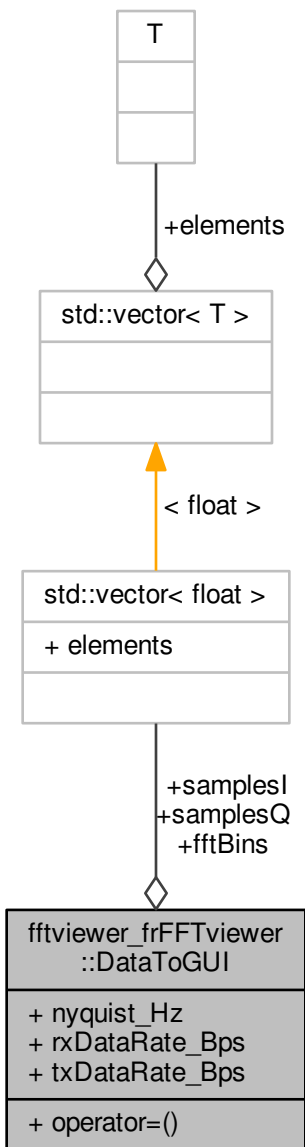 T
+elements
std::vector< T >
< float >
std::vector< float >
+ elements
+samplesI
+samplesQ
+fftBins
fftviewer_frFFTviewer
::DataToGUI
+ nyquist_Hz
+ rxDataRate_Bps
+ txDataRate_Bps
+ operator=()